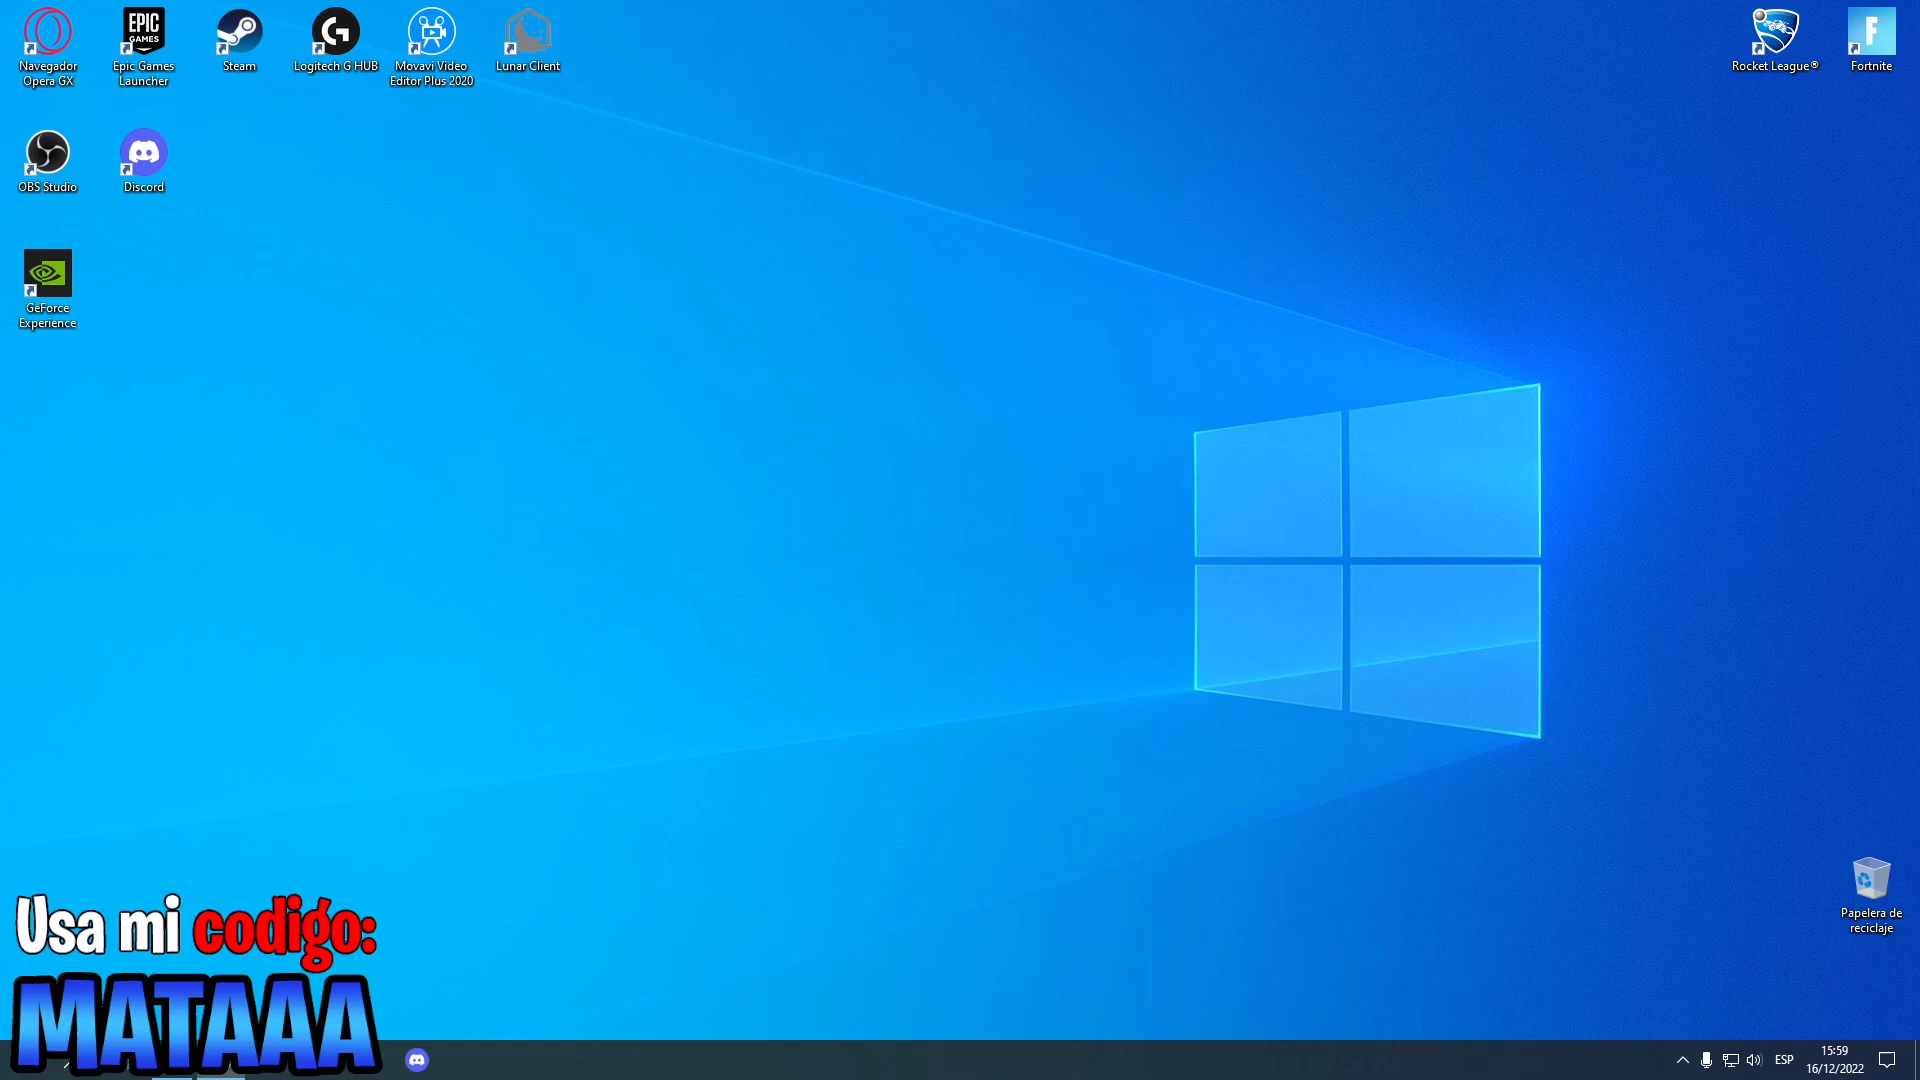 Navegador
Opera GX
EPIC
GAMES
Epic Games
Launcher
Steam
Logitech G HUB
Movavi Video
Editor Plus 2020
Lunar Client
Rocket League®
F
Fortnite
OBS Studio
Discord
GeForce
Experience
Papelera de
reciclaje
Usa mi codigo:
MATAAA
ESP
15:59
16/12/2022